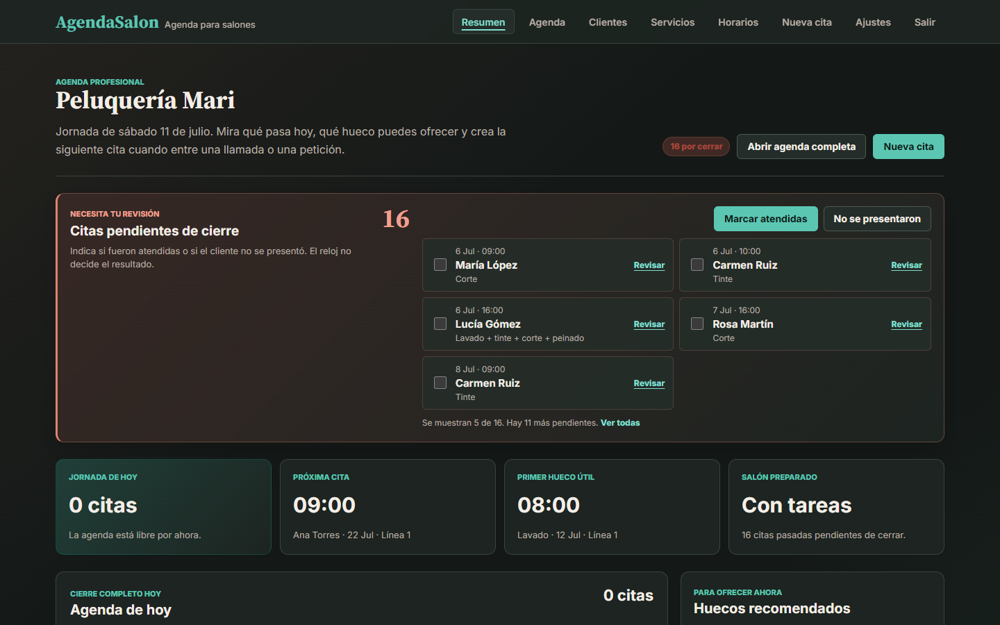 AgendaSalon Agenda para salones
Resumen Agenda Clientes Servicios Horarios Nueva cita Ajustes Salir
AGENDA PROFESIONAL
Peluquería Mari
Jornada de sábado 11 de julio. Mira qué pasa hoy, qué hueco puedes ofrecer y crea la
siguiente cita cuando entre una llamada o una petición.
16 por cerrar
Abrir agenda completa
Nueva cita
NECESITA TU REVISIÓN
Citas pendientes de cierre
Indica si fueron atendidas o si el cliente no se presentó. El reloj no
decide el resultado.
16
Marcar atendidas
No se presentaron
6 Jul · 09:00
María López
Corte
Revisar
6 Jul · 10:00
Carmen Ruiz
Tinte
Revisar
6 Jul · 16:00
Lucía Gómez
Lavado + tinte + corte + peinado
Revisar
7 Jul · 16:00
Rosa Martín
Corte
Revisar
8 Jul · 09:00
Carmen Ruiz
Tinte
Revisar
Se muestran 5 de 16. Hay 11 más pendientes. Ver todas
JORNADA DE HOY
0 citas
La agenda está libre por ahora.
PRÓXIMA CITA
09:00
Ana Torres · 22 Jul · Línea 1
PRIMER HUECO ÚTIL
08:00
Lavado · 12 Jul · Línea 1
SALÓN PREPARADO
Con tareas
16 citas pasadas pendientes de cerrar.
CIERRE COMPLETO HOY
Agenda de hoy
0 citas
PARA OFRECER AHORA
Huecos recomendados